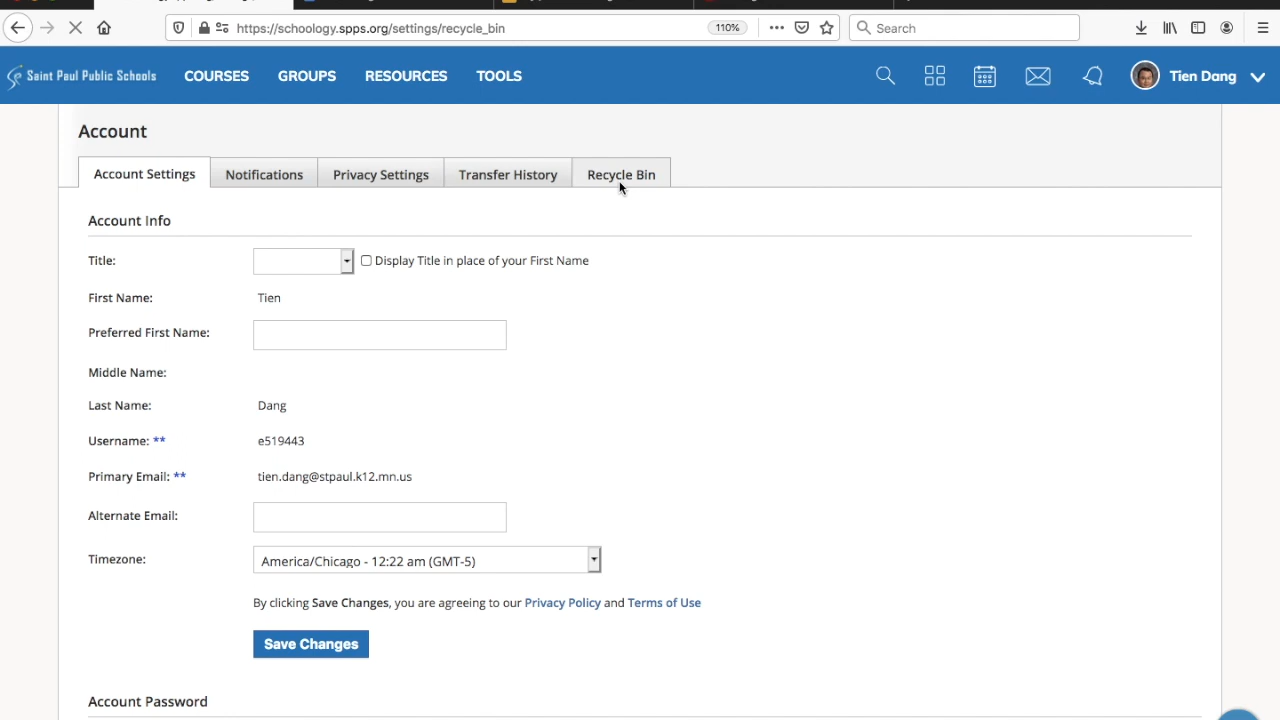 https://schoology.spps.org/settings/recycle_bin
110%
Search
Saint Paul Public Schools
COURSES
GROUPS
RESOURCES
TOOLS
Tien Dang
Account
Account Settings
Notifications
Privacy Settings
Transfer History
Recycle Bin
Account Info
Title:
Display Title in place of your First Name
First Name: Tien
Preferred First Name:
Middle Name:
Last Name: Dang
Username: ** e519443
Primary Email: ** tien.dang@stpaul.k12.mn.us
Alternate Email:
Timezone: America/Chicago - 12:22 am (GMT-5)
By clicking Save Changes, you are agreeing to our Privacy Policy and Terms of Use
Save Changes
Account Password